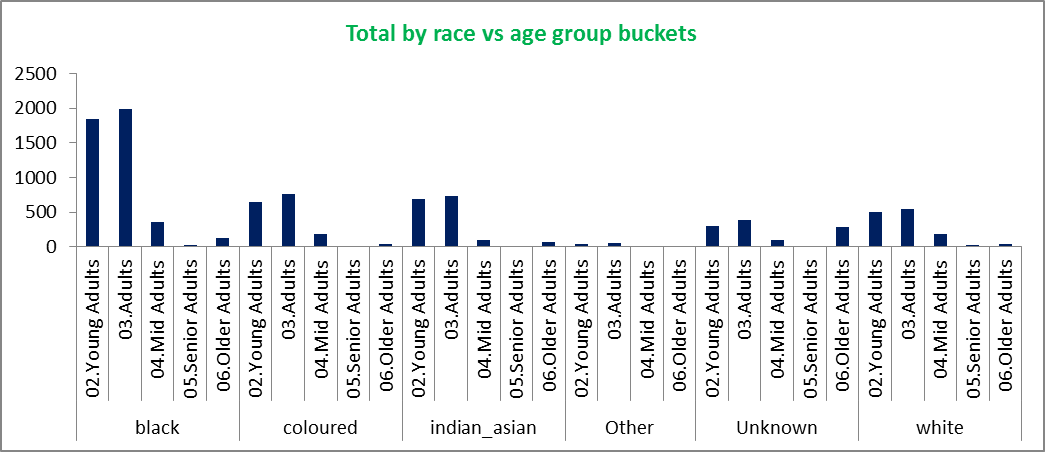 Total by race vs age group buckets
2500
2000
1500
1000
500
0
02.Young Adults
03.Adults
04.Mid Adults
05.Senior Adults
06.Older Adults
02.Young Adults
03.Adults
04.Mid Adults
05.Senior Adults
06.Older Adults
02.Young Adults
03.Adults
04.Mid Adults
05.Senior Adults
06.Older Adults
02.Young Adults
03.Adults
04.Mid Adults
06.Older Adults
02.Young Adults
03.Adults
04.Mid Adults
05.Senior Adults
06.Older Adults
02.Young Adults
03.Adults
04.Mid Adults
05.Senior Adults
06.Older Adults
black
coloured
indian_asian
Other
Unknown
white